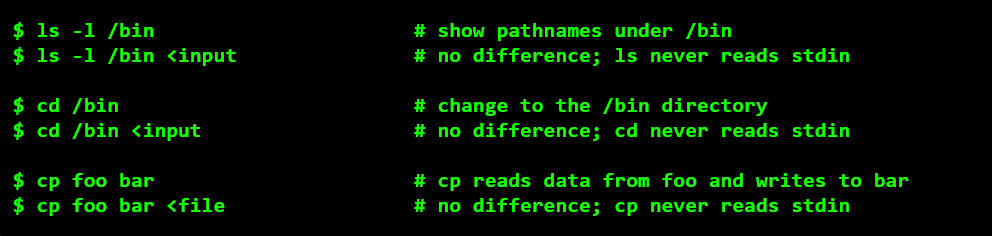 $ ls -l /bin # show pathnames under /bin
$ ls -l /bin <input # no difference; ls never reads stdin
$ cd /bin # change to the /bin directory
$ cd /bin <input # no difference; cd never reads stdin
$ cp foo bar # cp reads data from foo and writes to bar
$ cp foo bar <file # no difference; cp never reads stdin